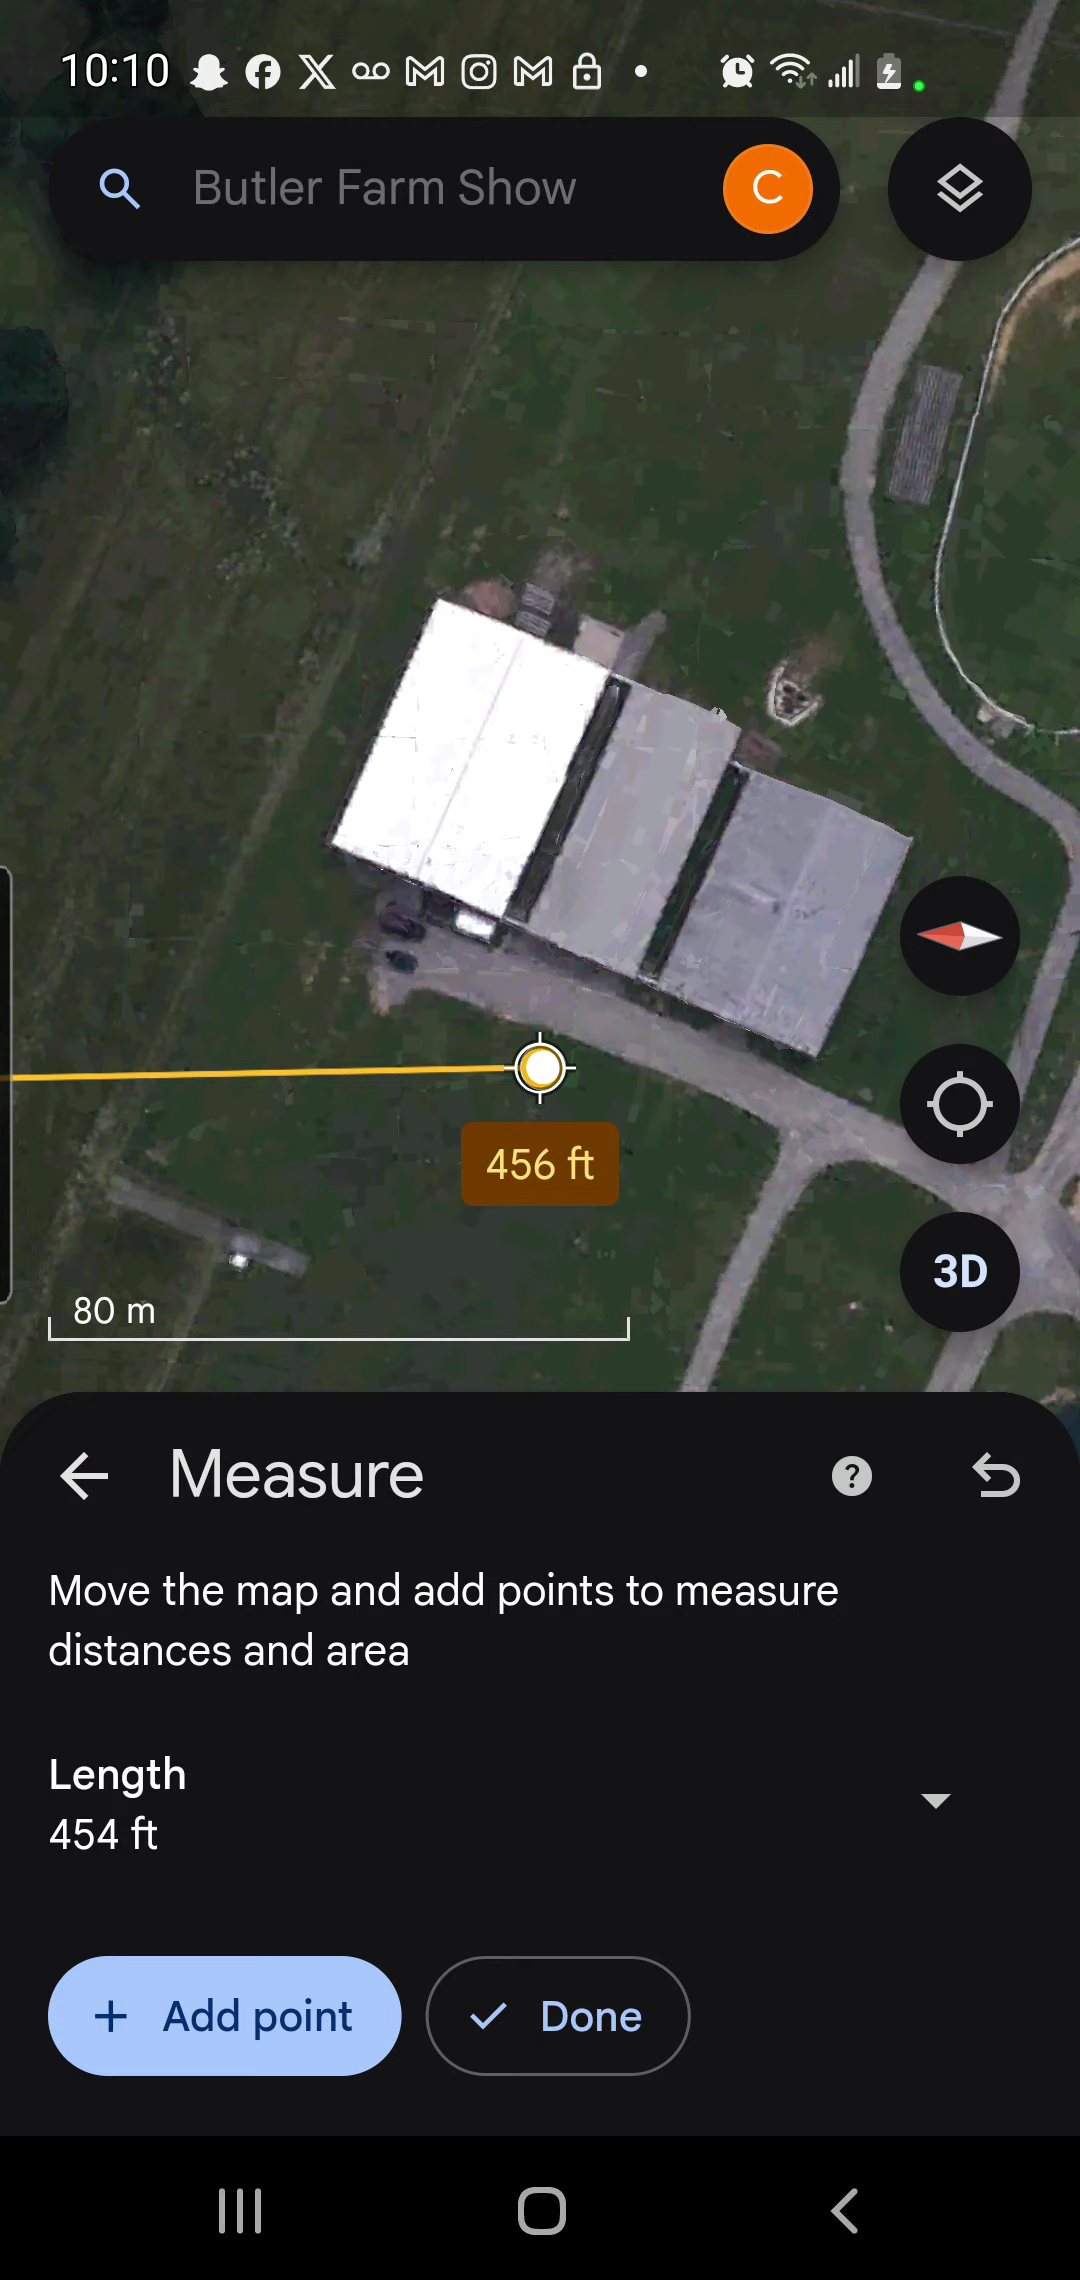 10:10
Butler Farm Show
C
456 ft
3D
80 m
Measure
Move the map and add points to measure
distances and area
Length
454 ft
Add point
Done